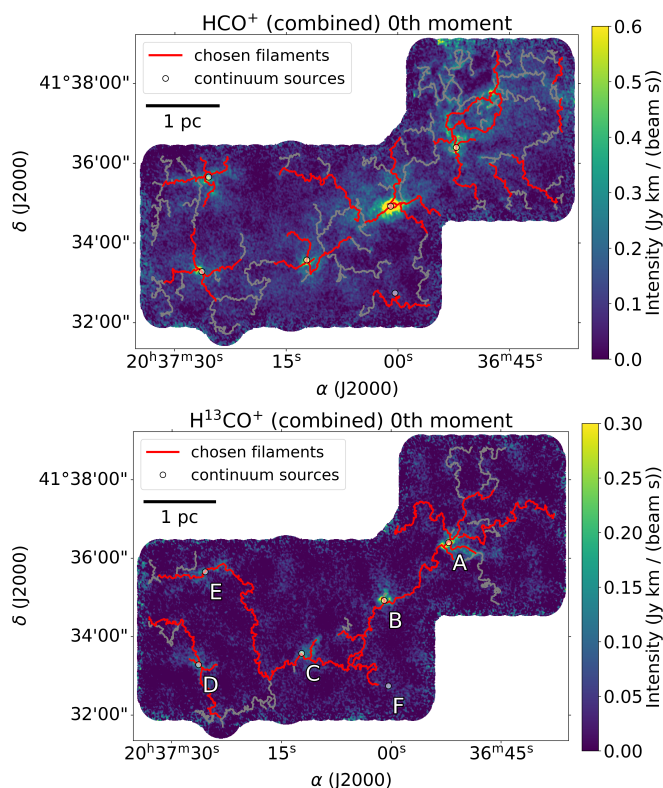 HCO⁺ (combined) 0th moment
chosen filaments
continuum sources
1 pc
41°38'00"
36'00"
34'00"
32'00"
δ (J2000)
20ʰ37ᵐ30ˢ
15ˢ
00ˢ
36ᵐ45ˢ
α (J2000)
0.6
0.5
0.4
0.3
0.2
0.1
0.0
Intensity (Jy km / (beam s))
H¹³CO⁺ (combined) 0th moment
chosen filaments
continuum sources
1 pc
41°38'00"
36'00"
34'00"
32'00"
δ (J2000)
A
B
C
D
E
F
20ʰ37ᵐ30ˢ
15ˢ
00ˢ
36ᵐ45ˢ
α (J2000)
0.30
0.25
0.20
0.15
0.10
0.05
0.00
Intensity (Jy km / (beam s))